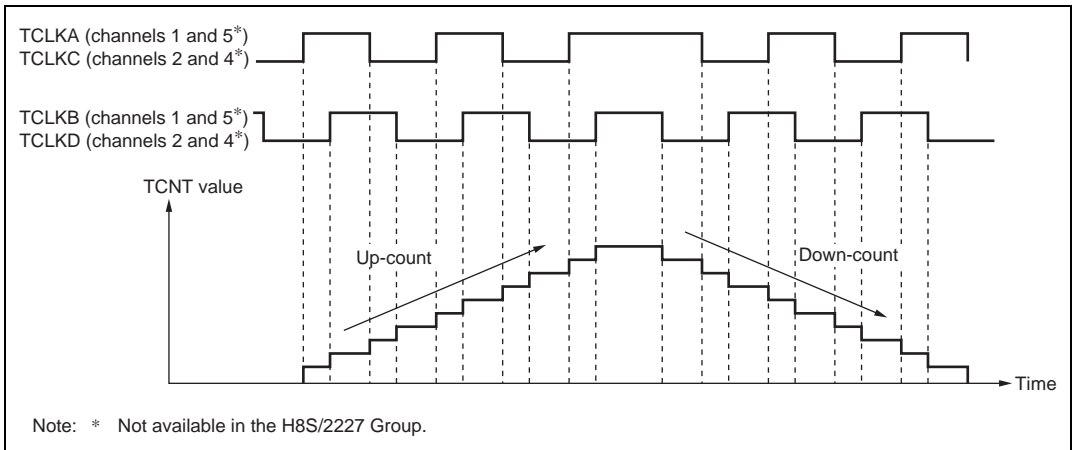 TCLKA (channels 1 and 5*)
TCLKC (channels 2 and 4*)
TCLKB (channels 1 and 5*)
TCLKD (channels 2 and 4*)
TCNT value
Up-count
Down-count
Time
Note: * Not available in the H8S/2227 Group.